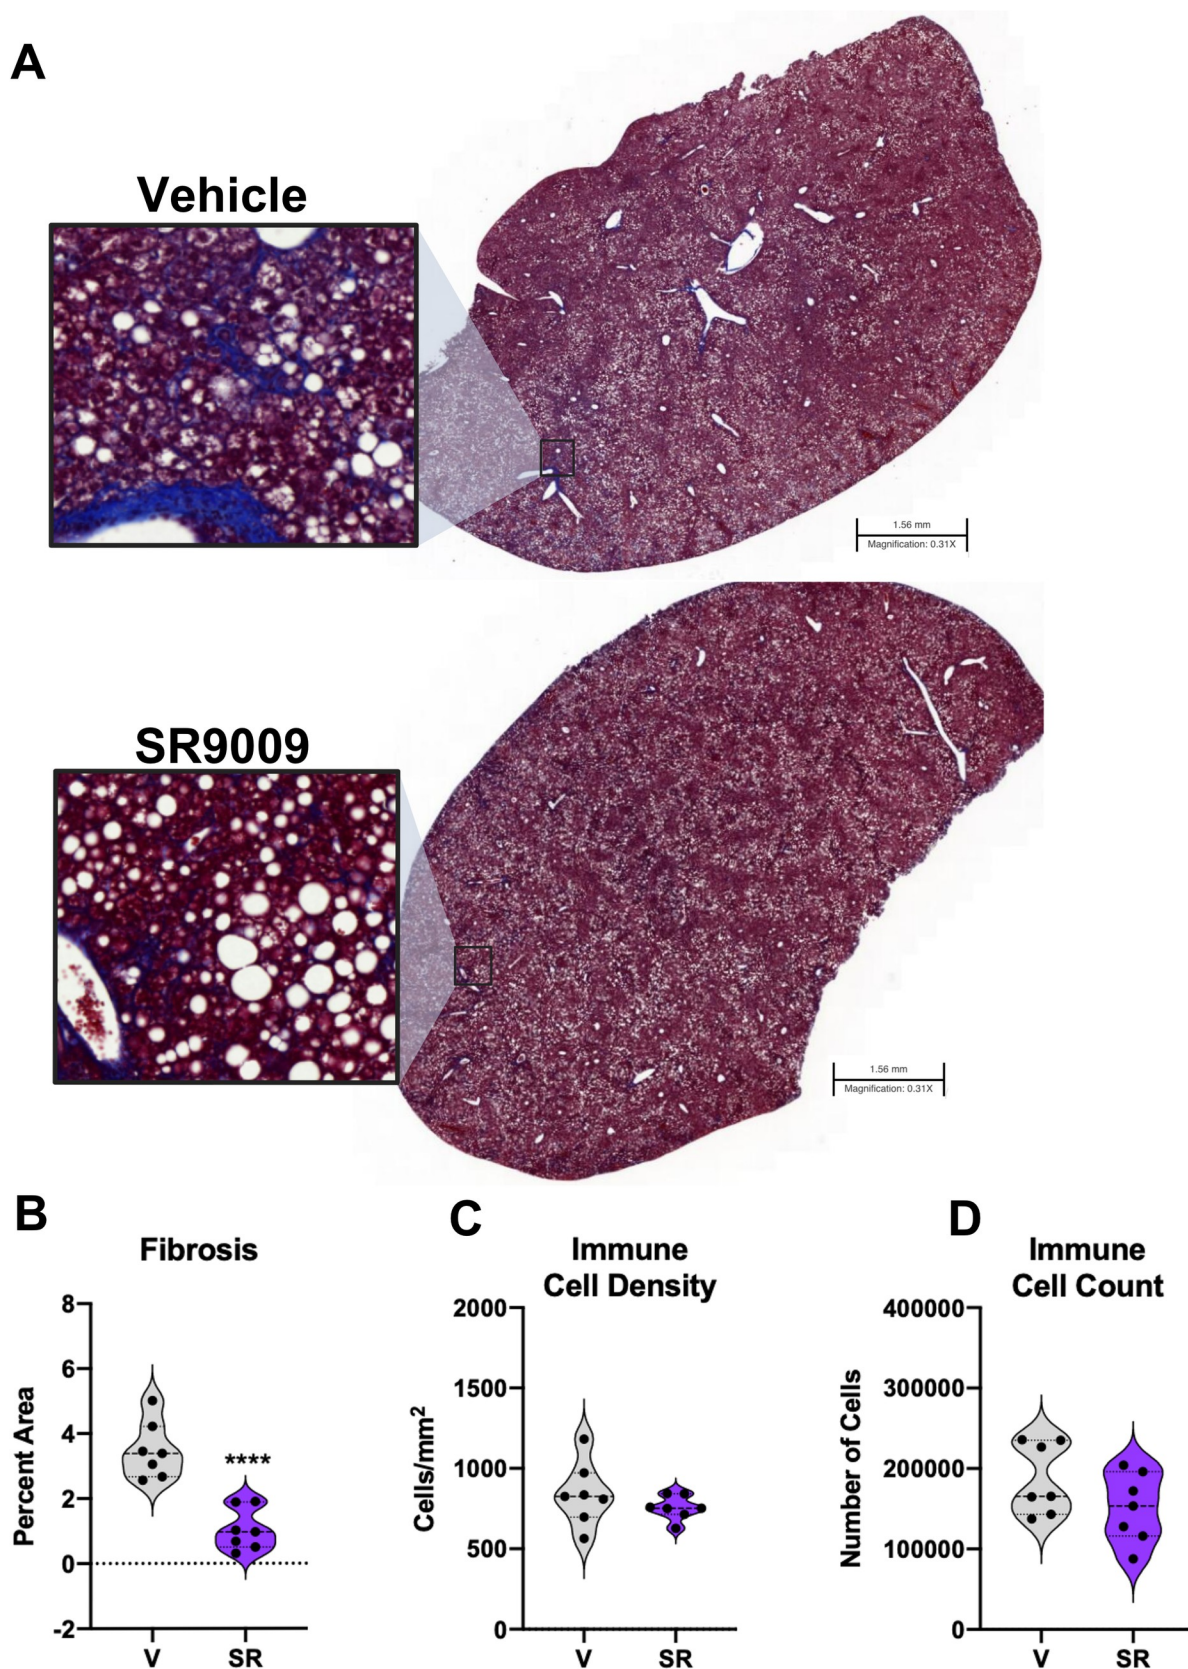 A
Vehicle
1.56 mm
Magnification: 0.31X
SR9009
1.56 mm
Magnification: 0.31X
B
Fibrosis
Percent Area
8
6
4
2
0
-2
****
V
SR
C
Immune
Cell Density
Cells/mm²
2000
1500
1000
500
0
V
SR
D
Immune
Cell Count
Number of Cells
400000
300000
200000
100000
0
V
SR